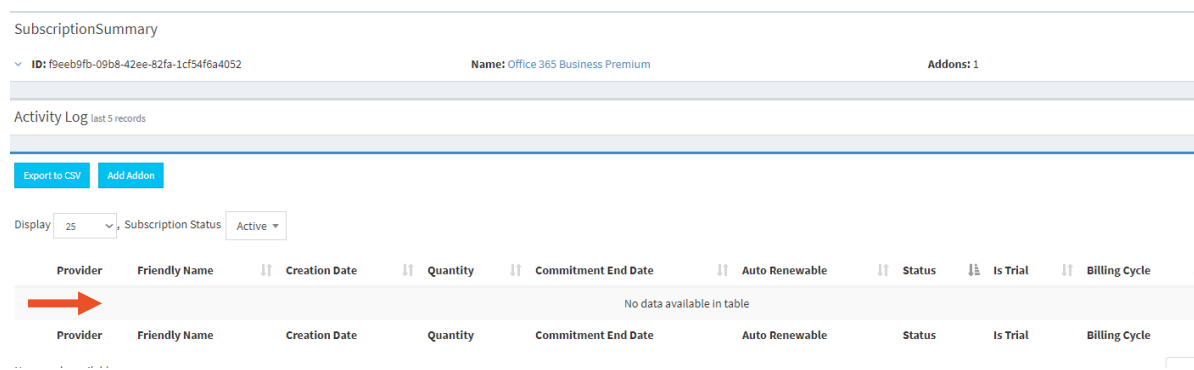 SubscriptionSummary
ID: f9eeb9fb-09b8-42ee-82fa-1cf54f6a4052 Name: Office 365 Business Premium Addons: 1
Activity Log last 5 records
Export to CSV Add Addon
Display 25 , Subscription Status Active
Provider Friendly Name Creation Date Quantity Commitment End Date Auto Renewable Status Is Trial Billing Cycle
No data available in table
Provider Friendly Name Creation Date Quantity Commitment End Date Auto Renewable Status Is Trial Billing Cycle